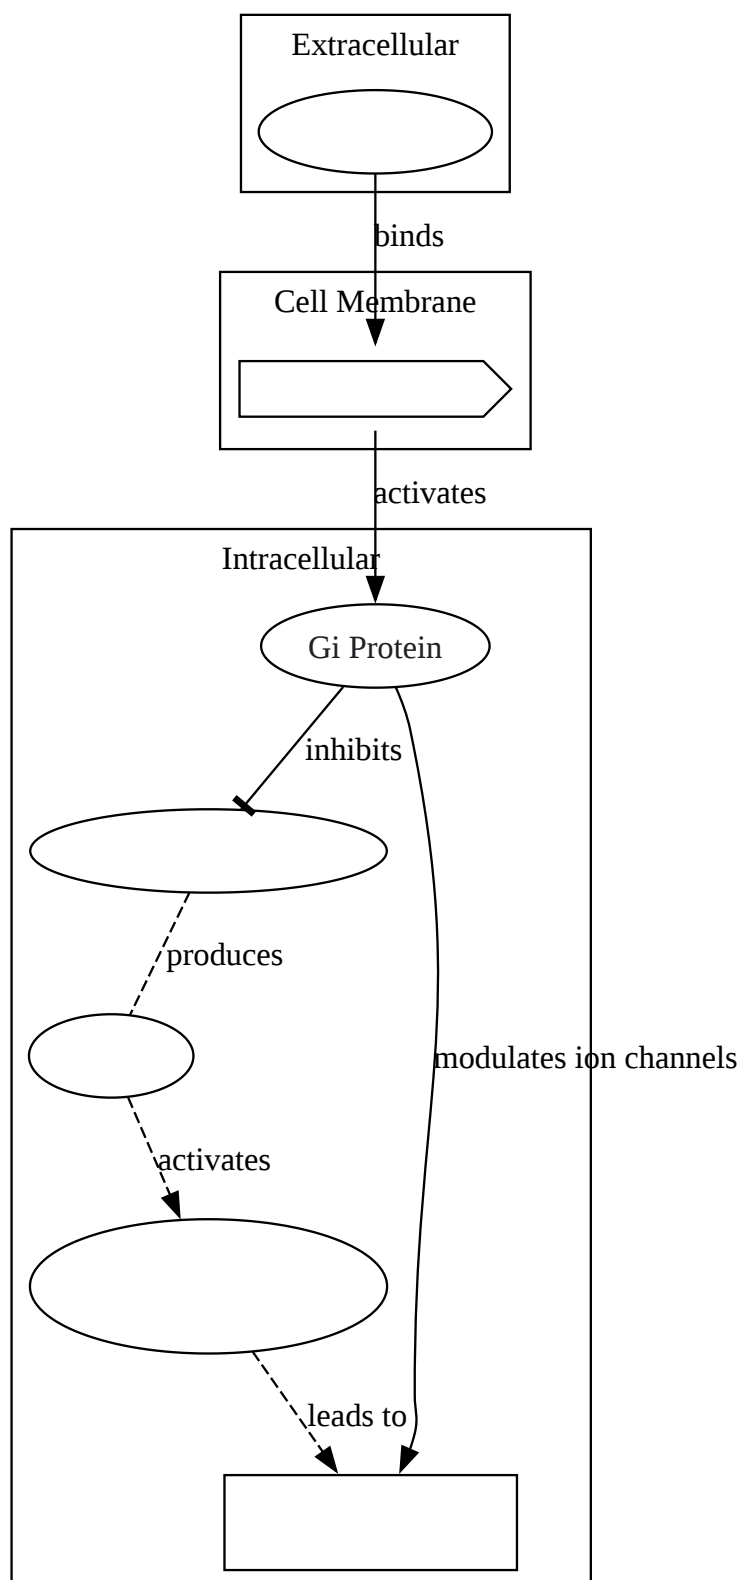 Extracellular
binds
Cell Membrane
activates
Intracellular
Gi Protein
inhibits
produces
modulates ion channels
activates
leads to